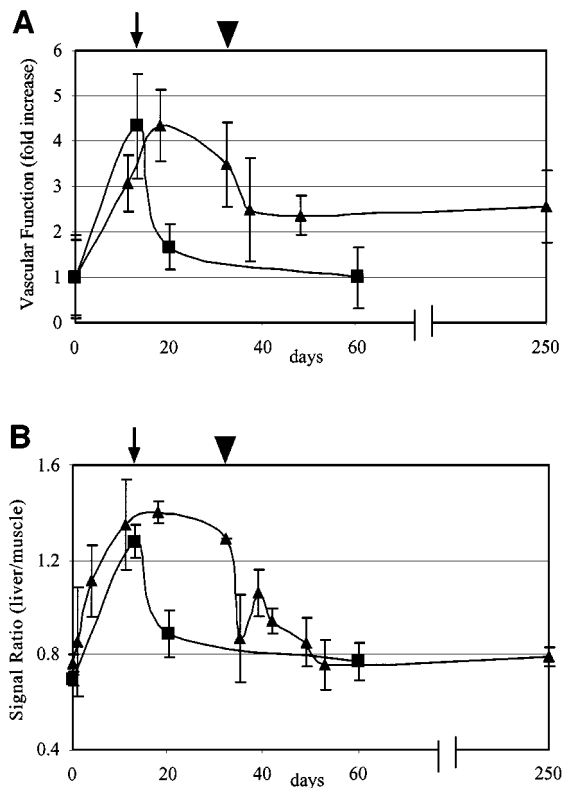 A
6
5
4
3
2
1
0
Vascular Function (fold increase)
0 20 40 60 250
days
B
1.6
1.2
0.8
0.4
Signal Ratio (liver/muscle)
0 20 40 60 250
days